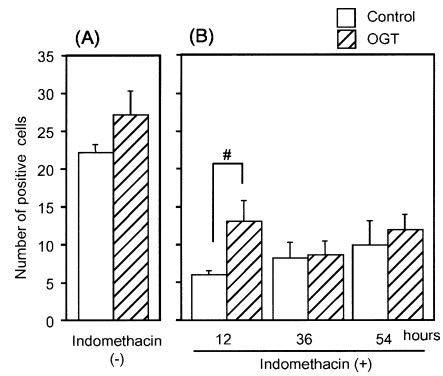 Control
OGT
(A)
(B)
Number of positive cells
35
30
25
20
15
10
5
0
#
Indomethacin
(-)
12 36 54 hours
Indomethacin (+)